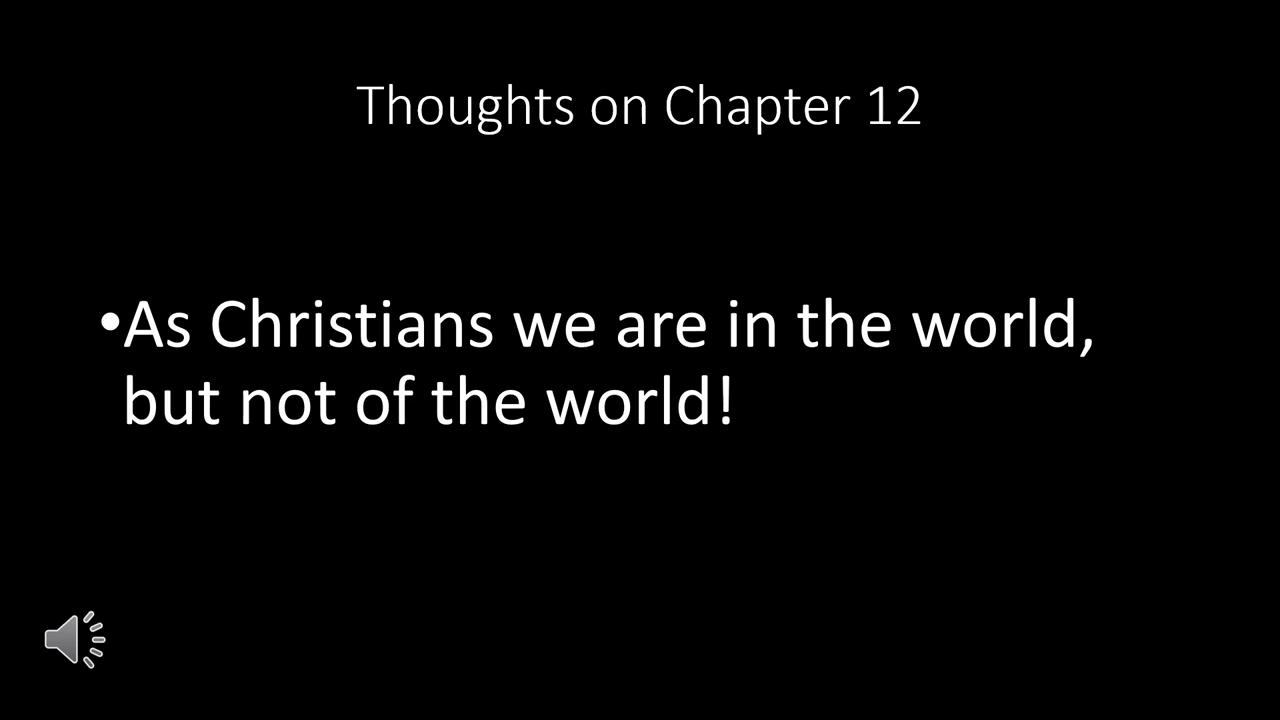 Thoughts on Chapter 12
•As Christians we are in the world,
but not of the world!